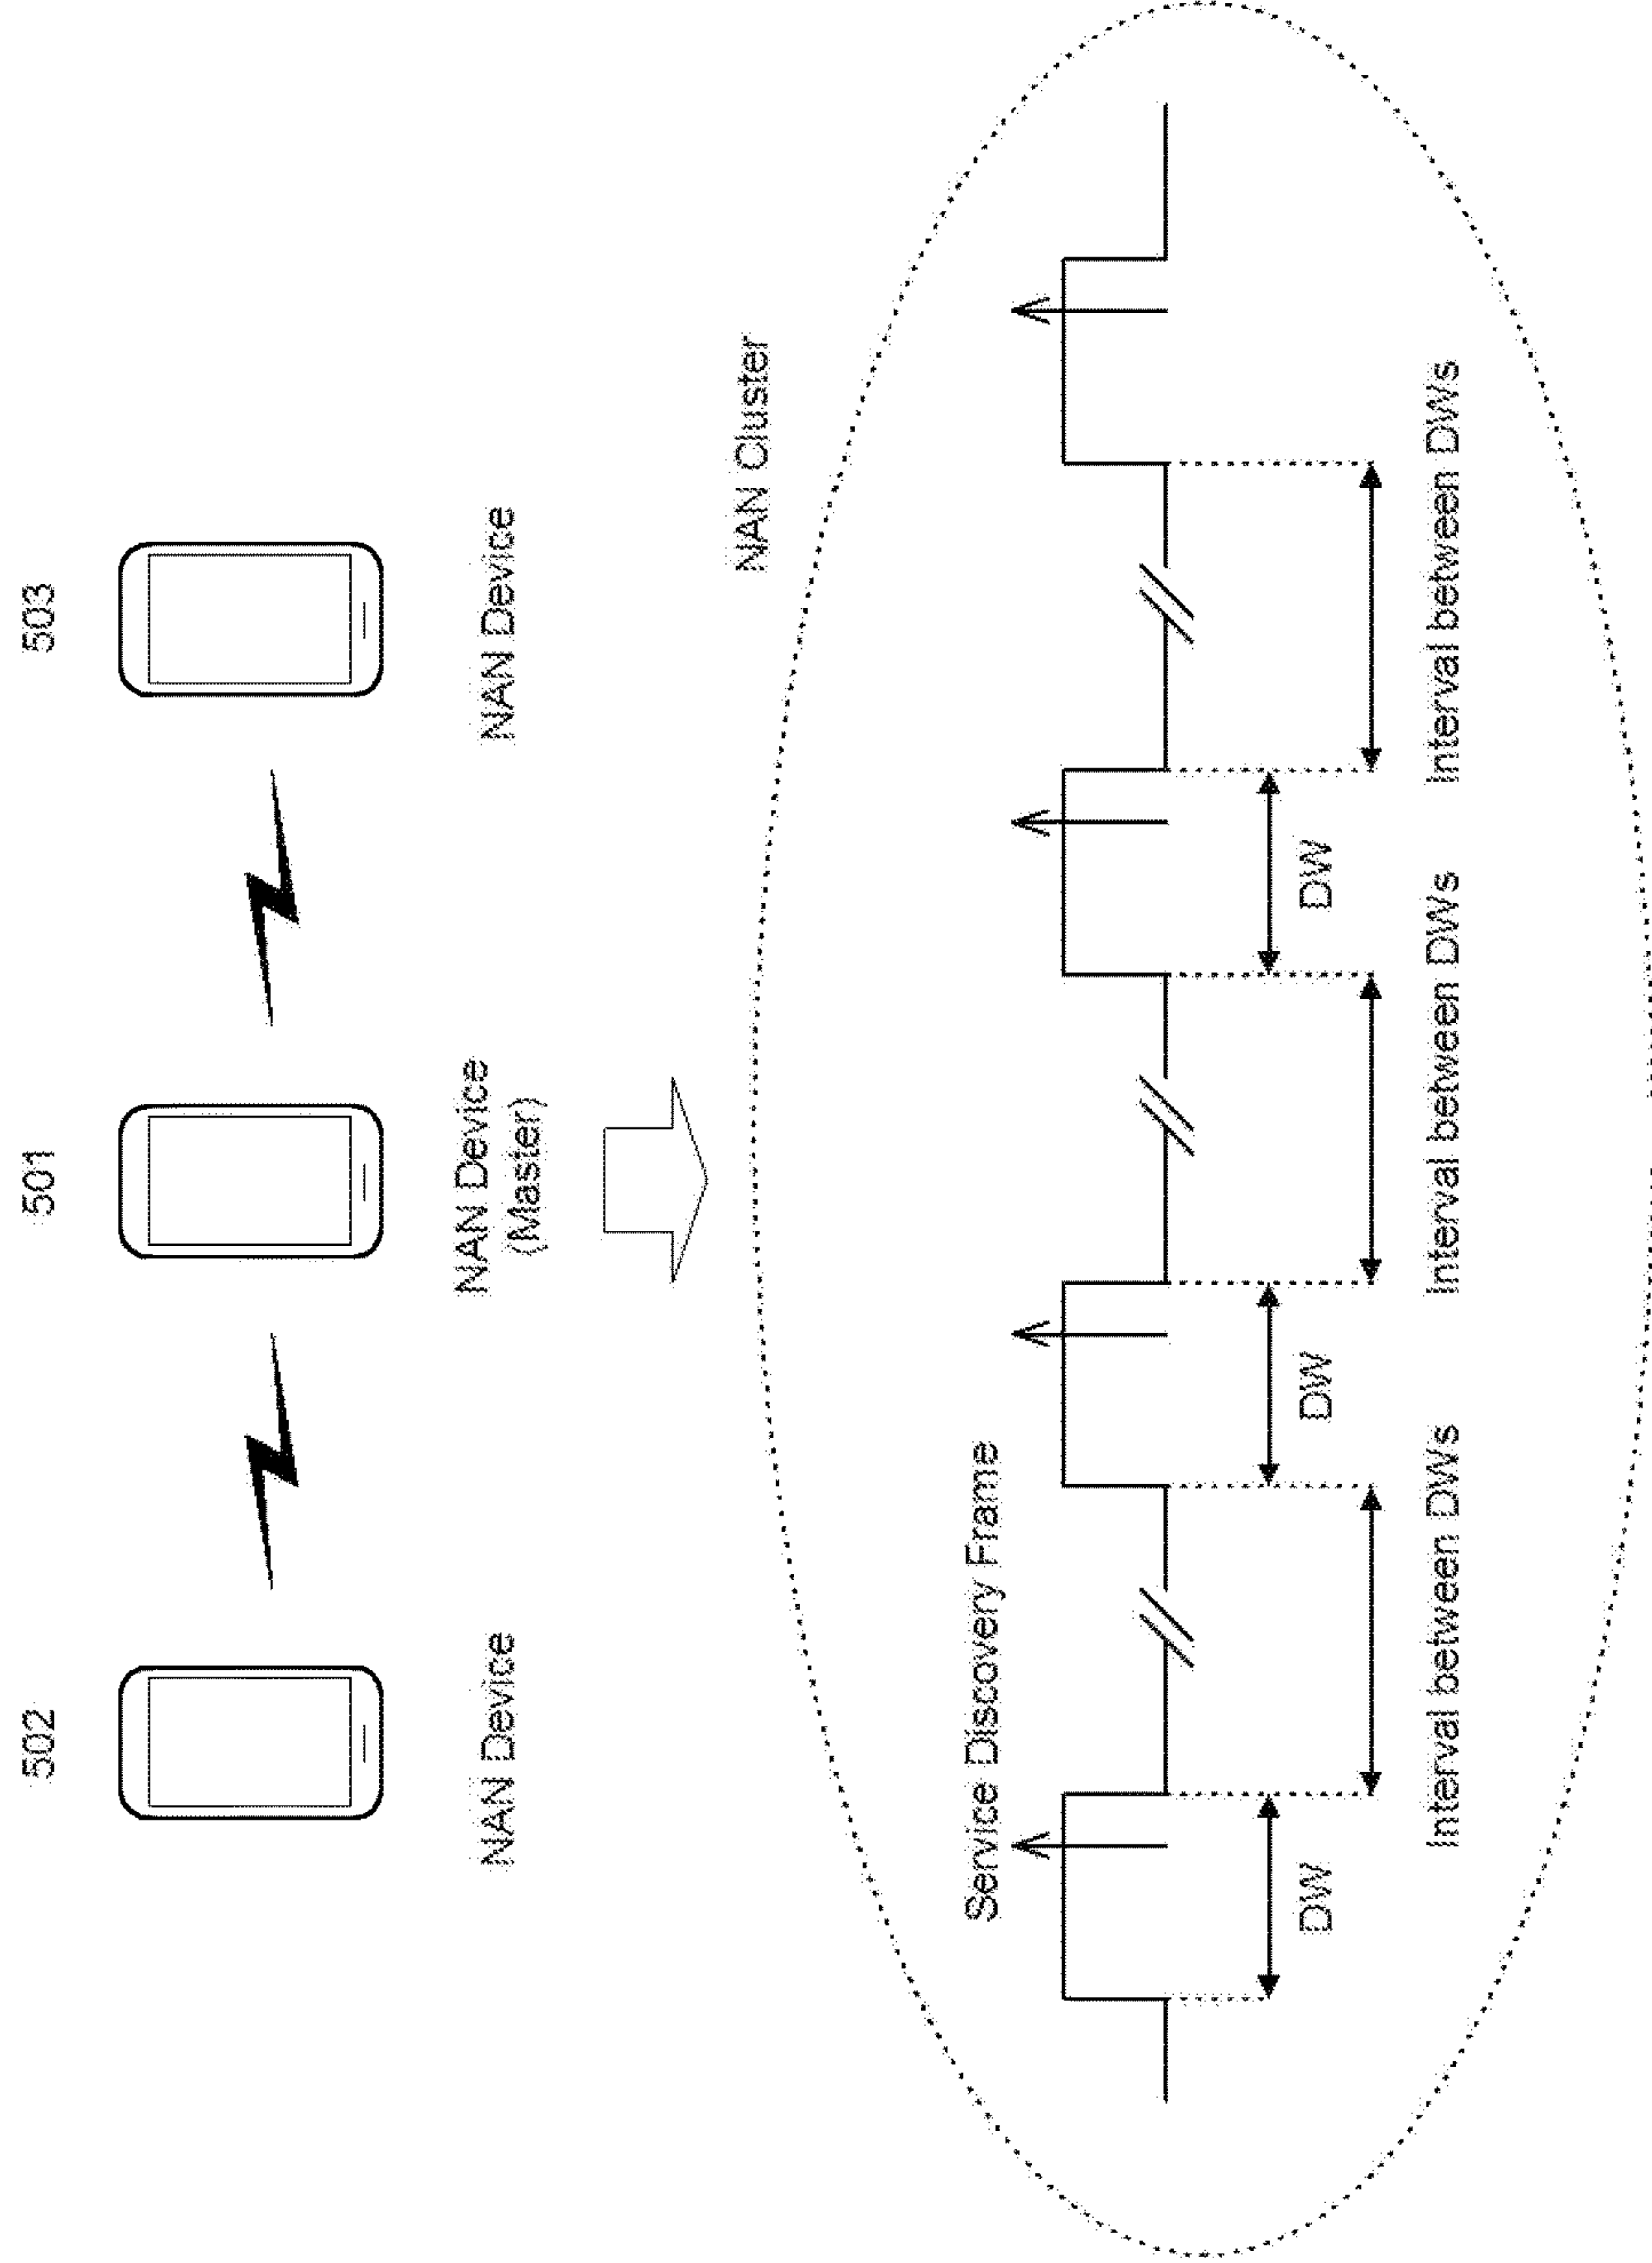 502
501
503
NAN Device
NAN Device
(Master)
NAN Device
NAN Cluster
Service Discovery Frame
DW
DW
DW
Interval between DWs
Interval between DWs
Interval between DWs